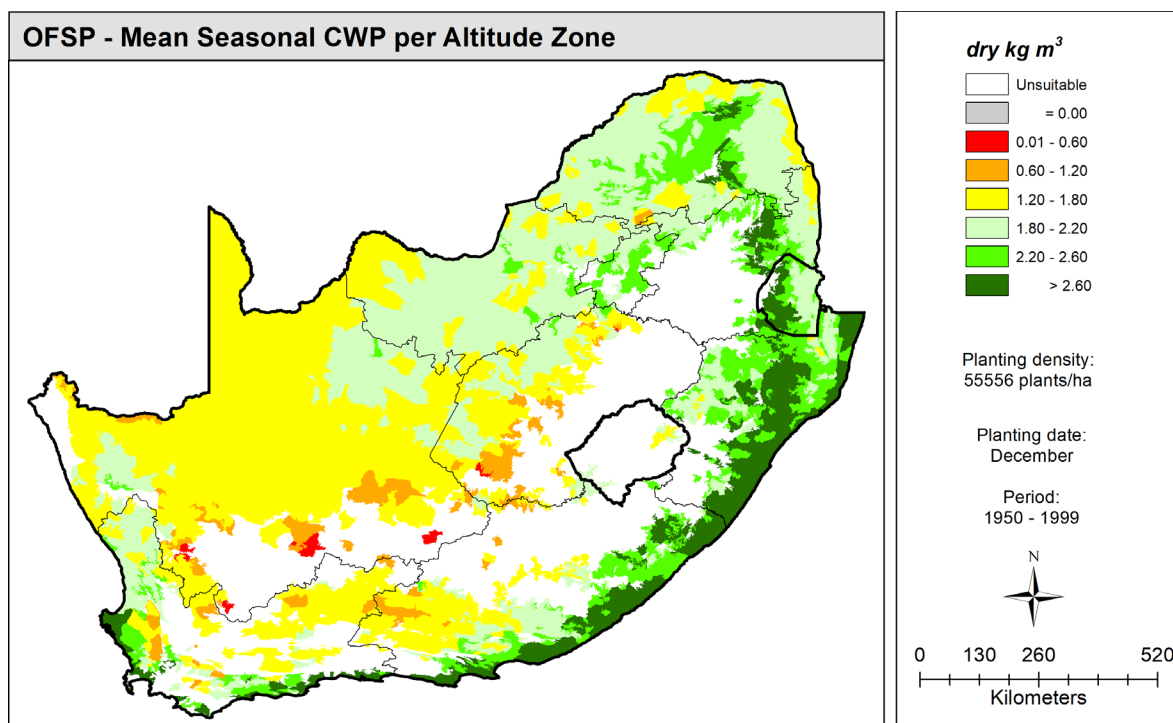 OFSP - Mean Seasonal CWP per Altitude Zone
dry kg m³
Unsuitable
= 0.00
0.01 - 0.60
0.60 - 1.20
1.20 - 1.80
1.80 - 2.20
2.20 - 2.60
> 2.60
Planting density:
55556 plants/ha
Planting date:
December
Period:
1950 - 1999
N
0 130 260 520
Kilometers